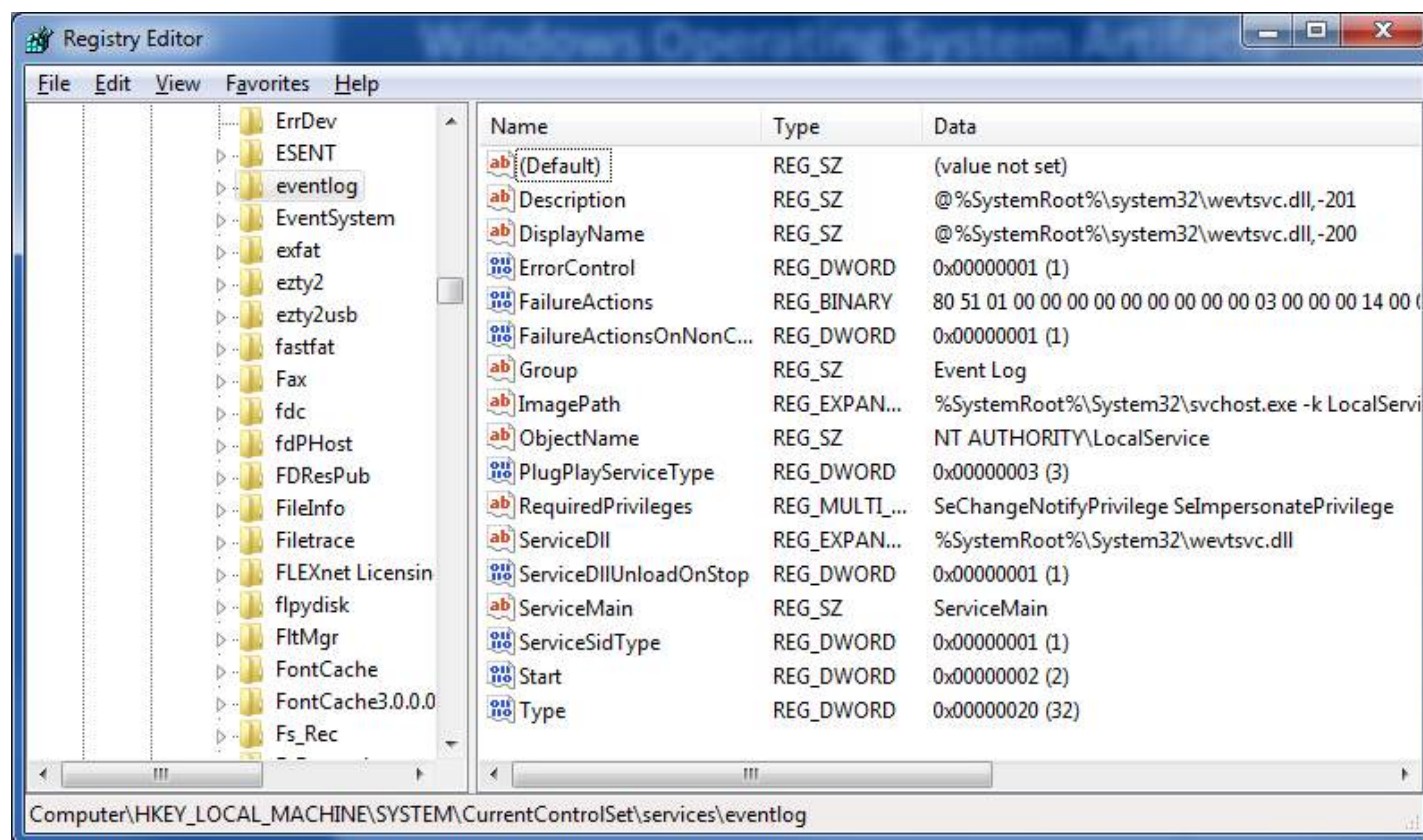 Windows Operating System Artifacts
Registry Editor
File Edit View Favorites Help
ErrDev
ESENT
eventlog
EventSystem
exfat
ezty2
ezty2usb
fastfat
Fax
fdc
fdPHost
FDResPub
FileInfo
Filetrace
FLEXnet Licensin
flpydisk
FltMgr
FontCache
FontCache3.0.0.0
Fs_Rec
Name Type Data
(Default) REG_SZ (value not set)
Description REG_SZ @%SystemRoot%\system32\wevtsvc.dll,-201
DisplayName REG_SZ @%SystemRoot%\system32\wevtsvc.dll,-200
ErrorControl REG_DWORD 0x00000001 (1)
FailureActions REG_BINARY 80 51 01 00 00 00 00 00 00 00 00 00 03 00 00 00 14 00
FailureActionsOnNonC... REG_DWORD 0x00000001 (1)
Group REG_SZ Event Log
ImagePath REG_EXPAN... %SystemRoot%\System32\svchost.exe -k LocalServi
ObjectName REG_SZ NT AUTHORITY\LocalService
PlugPlayServiceType REG_DWORD 0x00000003 (3)
RequiredPrivileges REG_MULTI_... SeChangeNotifyPrivilege SeImpersonatePrivilege
ServiceDll REG_EXPAN... %SystemRoot%\System32\wevtsvc.dll
ServiceDllUnloadOnStop REG_DWORD 0x00000001 (1)
ServiceMain REG_SZ ServiceMain
ServiceSidType REG_DWORD 0x00000001 (1)
Start REG_DWORD 0x00000002 (2)
Type REG_DWORD 0x00000020 (32)
Computer\HKEY_LOCAL_MACHINE\SYSTEM\CurrentControlSet\services\eventlog